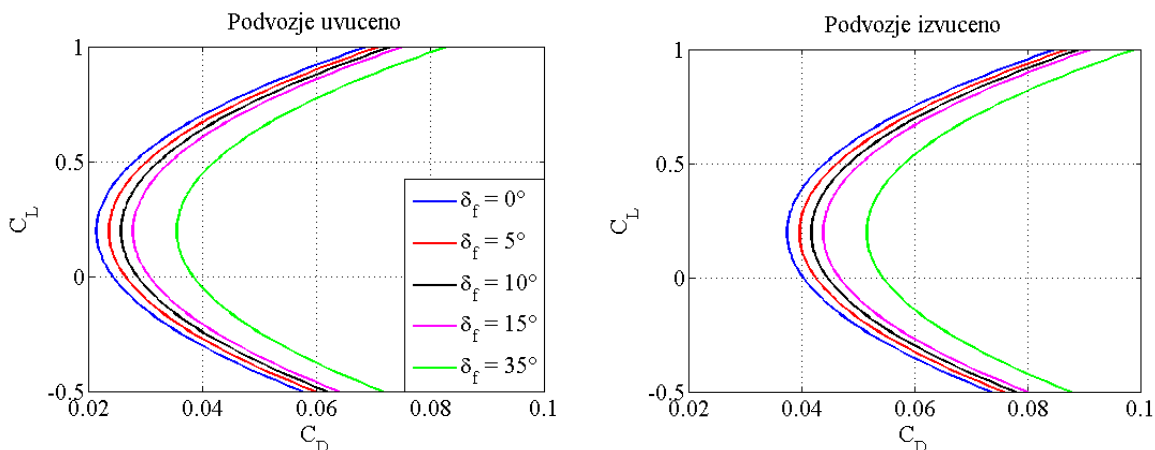 Podvozje uvuceno
1
0.5
0
-0.5
C_L
0.02
0.04
0.06
0.08
0.1
C_D
δ_f = 0°
δ_f = 5°
δ_f = 10°
δ_f = 15°
δ_f = 35°
Podvozje izvuceno
1
0.5
0
-0.5
C_L
0.02
0.04
0.06
0.08
0.1
C_D